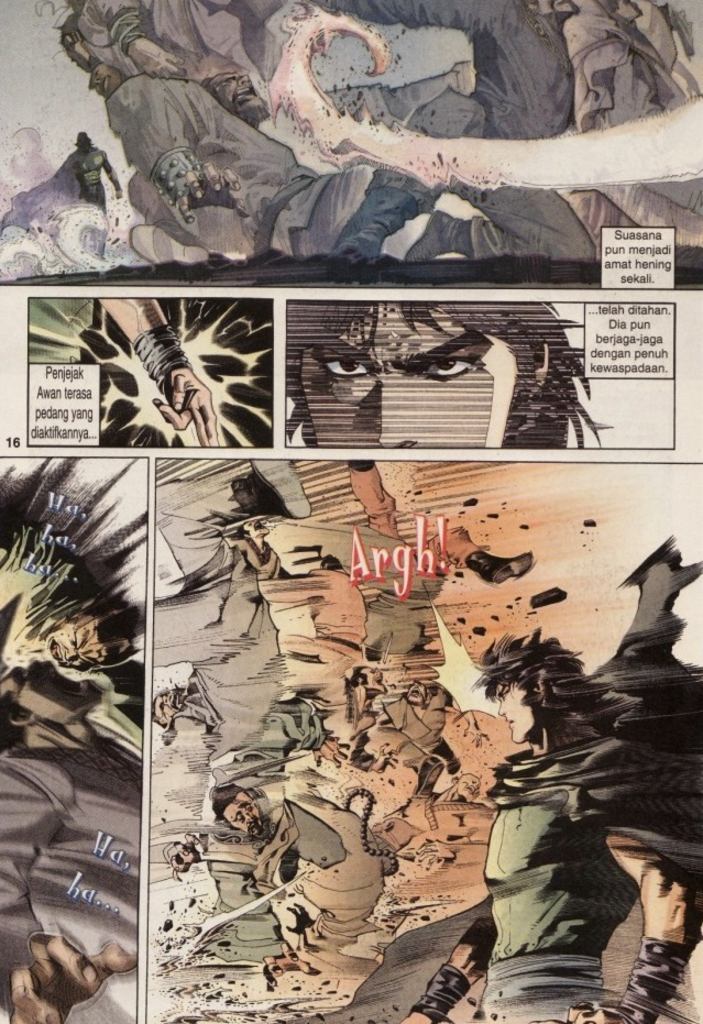 Suasana
pun menjadi
amat hening
sekali.
Penjejak
Awan terasa
pedang yang
diaktifkannya...
...telah ditahan.
Dia pun
berjaga-jaga
dengan penuh
kewaspadaan.
16
Ha,
ha,
ha...
Ha,
ha...
Argh!